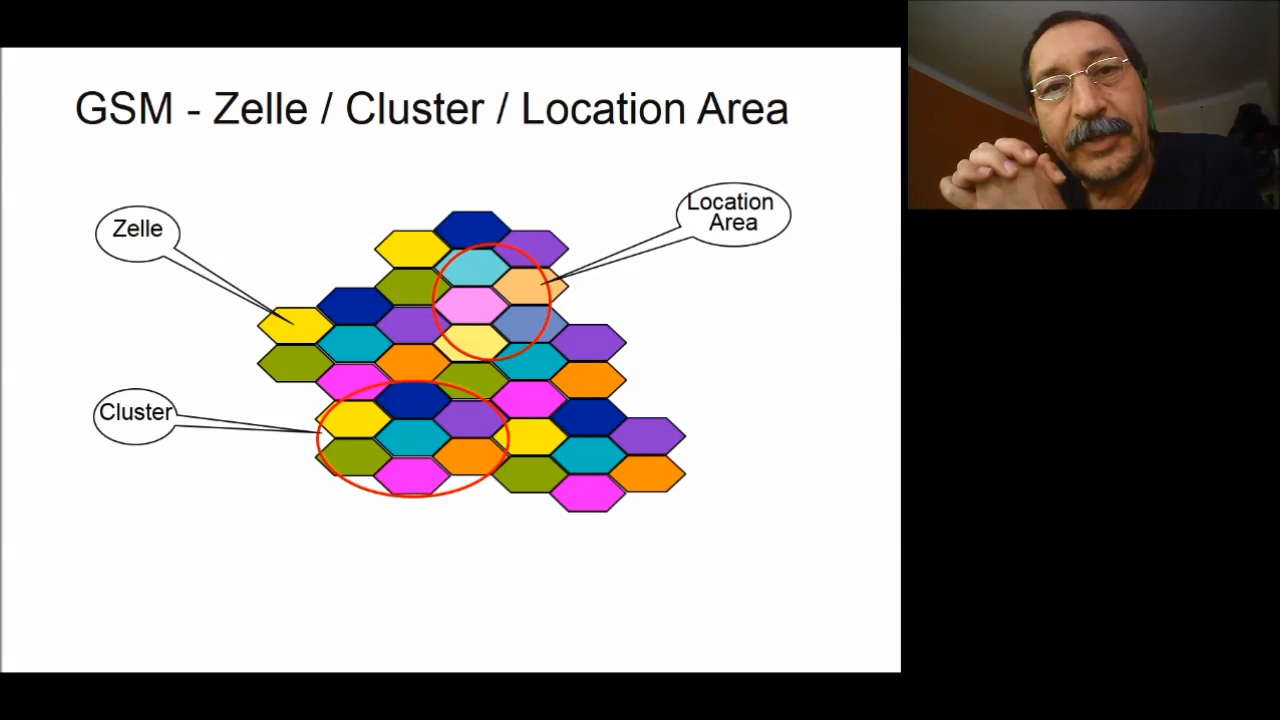 GSM - Zelle / Cluster / Location Area
Zelle
Location
Area
Cluster